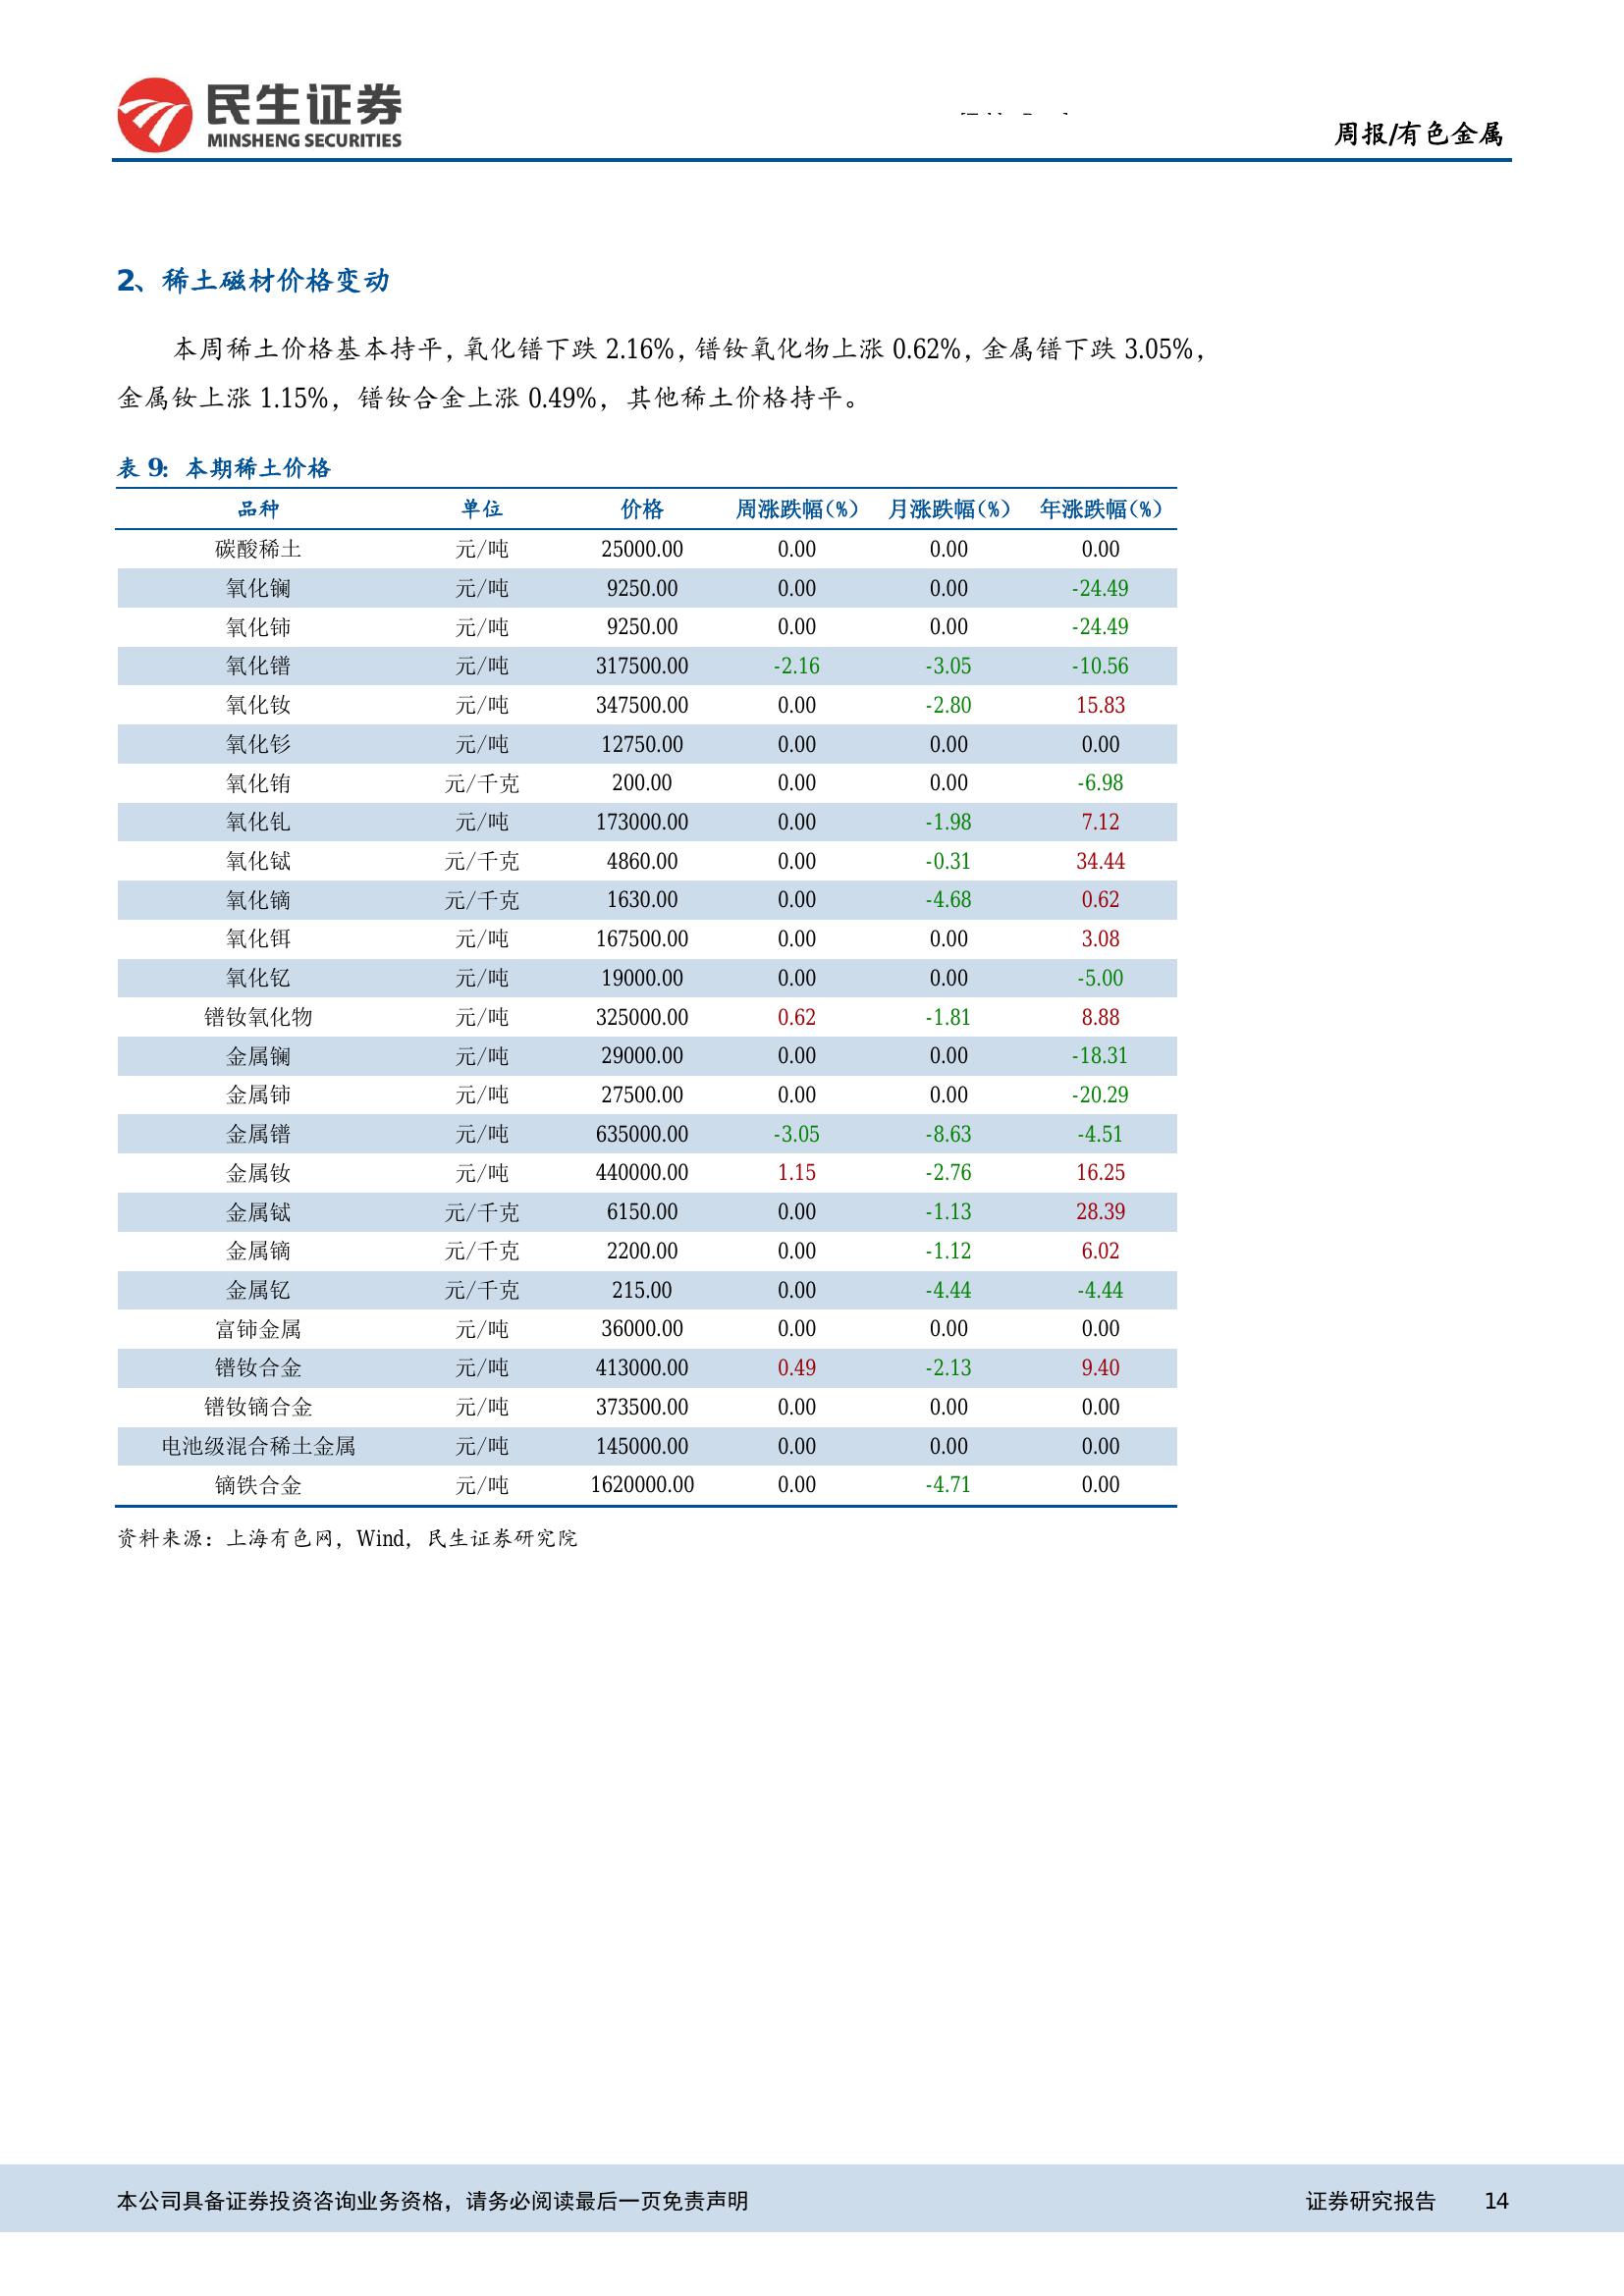 民生证券
MINSHENG SECURITIES
周报/有色金属
2、稀土磁材价格变动
本周稀土价格基本持平，氧化镨下跌 2.16%，镨钕氧化物上涨 0.62%，金属镨下跌 3.05%，
金属钕上涨 1.15%，镨钕合金上涨 0.49%，其他稀土价格持平。
表 9：本期稀土价格
品种 单位 价格 周涨跌幅(%) 月涨跌幅(%) 年涨跌幅(%)
碳酸稀土 元/吨 25000.00 0.00 0.00 0.00
氧化镧 元/吨 9250.00 0.00 0.00 -24.49
氧化铈 元/吨 9250.00 0.00 0.00 -24.49
氧化镨 元/吨 317500.00 -2.16 -3.05 -10.56
氧化钕 元/吨 347500.00 0.00 -2.80 15.83
氧化钐 元/吨 12750.00 0.00 0.00 0.00
氧化铕 元/千克 200.00 0.00 0.00 -6.98
氧化钆 元/吨 173000.00 0.00 -1.98 7.12
氧化铽 元/千克 4860.00 0.00 -0.31 34.44
氧化镝 元/千克 1630.00 0.00 -4.68 0.62
氧化铒 元/吨 167500.00 0.00 0.00 3.08
氧化钇 元/吨 19000.00 0.00 0.00 -5.00
镨钕氧化物 元/吨 325000.00 0.62 -1.81 8.88
金属镧 元/吨 29000.00 0.00 0.00 -18.31
金属铈 元/吨 27500.00 0.00 0.00 -20.29
金属镨 元/吨 635000.00 -3.05 -8.63 -4.51
金属钕 元/吨 440000.00 1.15 -2.76 16.25
金属铽 元/千克 6150.00 0.00 -1.13 28.39
金属镝 元/千克 2200.00 0.00 -1.12 6.02
金属钇 元/千克 215.00 0.00 -4.44 -4.44
富铈金属 元/吨 36000.00 0.00 0.00 0.00
镨钕合金 元/吨 413000.00 0.49 -2.13 9.40
镨钕镝合金 元/吨 373500.00 0.00 0.00 0.00
电池级混合稀土金属 元/吨 145000.00 0.00 0.00 0.00
镝铁合金 元/吨 1620000.00 0.00 -4.71 0.00
资料来源：上海有色网，Wind，民生证券研究院
本公司具备证券投资咨询业务资格，请务必阅读最后一页免责声明 证券研究报告 14